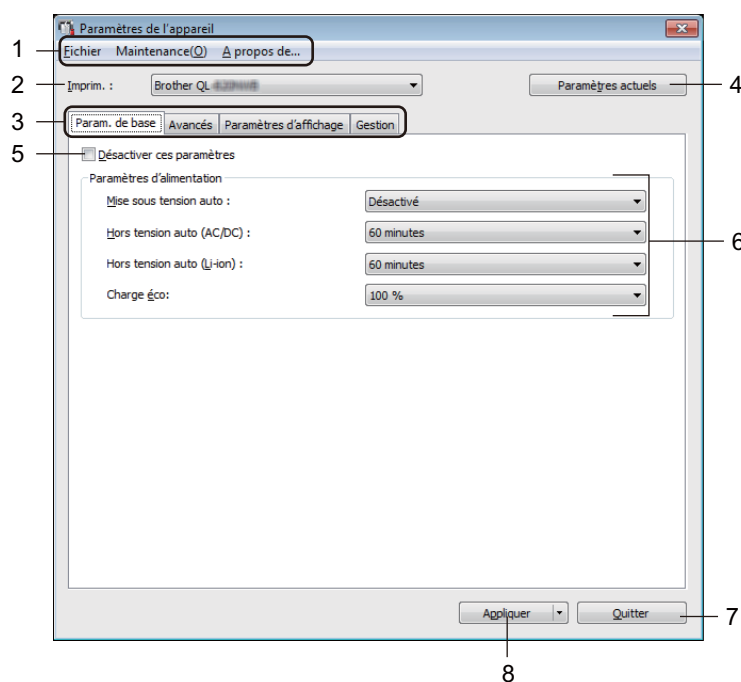 Paramètres de l'appareil
1
Fichier Maintenance(O) A propos de...
2
Imprim. : Brother QL
Paramètres actuels
4
3
Param. de base Avancés Paramètres d'affichage Gestion
5
Désactiver ces paramètres
Paramètres d'alimentation
Mise sous tension auto : Désactivé
Hors tension auto (AC/DC) : 60 minutes
6
Hors tension auto (Li-ion) : 60 minutes
Charge éco: 100 %
Appliquer Quitter
7
8